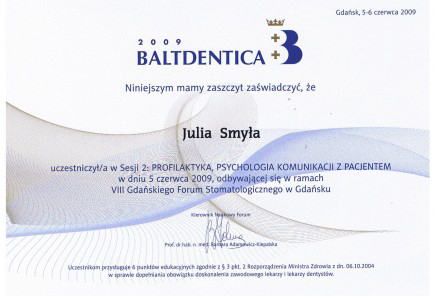 Gdańsk, 5-6 czerwca 2009
2009
BALTDENTICA
Niniejszym mamy zaszczyt zaświadczyć, że
Julia Smyła
uczestniczył/a w Sesji 2: PROFILAKTYKA, PSYCHOLOGIA KOMUNIKACJI Z PACJENTEM
w dniu 5 czerwca 2009, odbywającej się w ramach
VIII Gdańskiego Forum Stomatologicznego w Gdańsku
Kierownik Naukowy Forum
Prof. dr hab. n. med. Barbara Adamowicz-Klepalska
Uczestnikom przysługuje 6 punktów edukacyjnych zgodnie z § 3 pkt. 2 Rozporządzenia Ministra Zdrowia z dn. 06.10.2004
w sprawie dopełniania obowiązku doskonalenia zawodowego lekarzy i lekarzy dentystów.